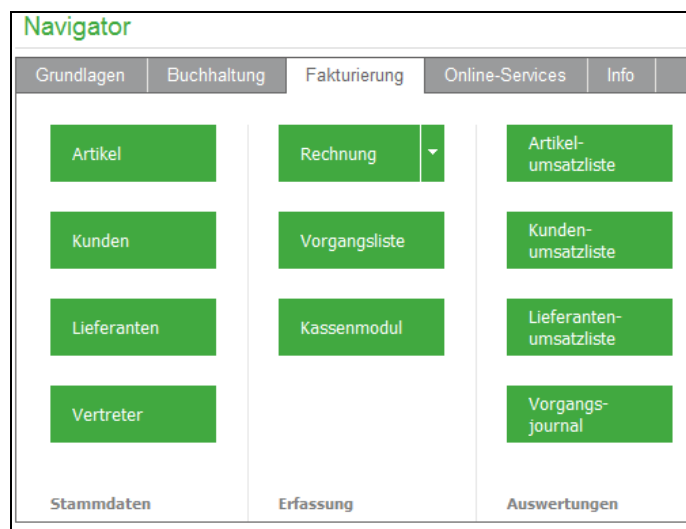 Navigator
Grundlagen Buchhaltung Fakturierung Online-Services Info
Artikel
Kunden
Lieferanten
Vertreter
Stammdaten
Rechnung
Vorgangsliste
Kassenmodul
Erfassung
Artikel-
umsatzliste
Kunden-
umsatzliste
Lieferanten-
umsatzliste
Vorgangs-
journal
Auswertungen